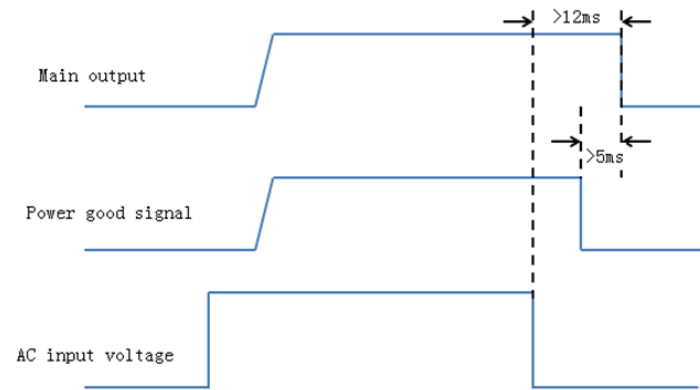 >12ms
Main output
>5ms
Power good signal
AC input voltage